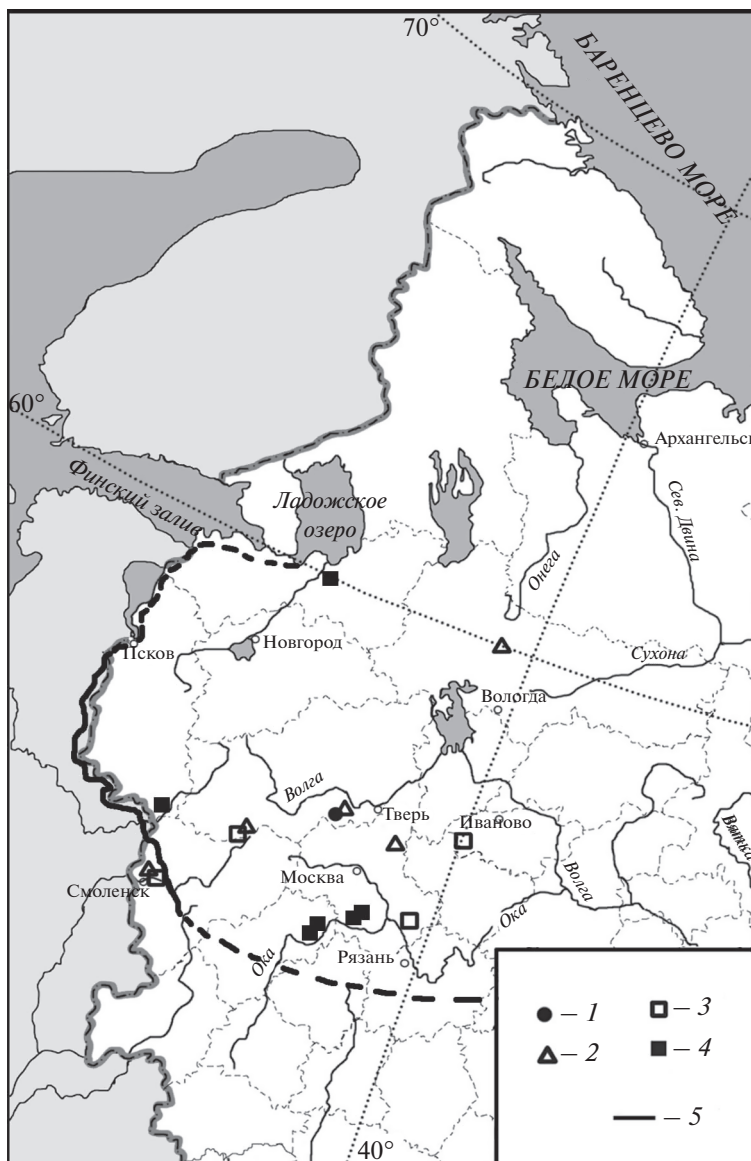 70°
БАРЕНЦЕВО МОРЕ
БЕЛОЕ МОРЕ
60°
Архангельск
Финский залив
Ладожское
озеро
Сев. Двина
Онега
Псков
Новгород
Сухона
Вологда
Волга
Тверь
Иваново
Вятка
Москва
Смоленск
Волга
Ока
Ока
Рязань
– 1
– 3
– 2
– 4
– 5
40°